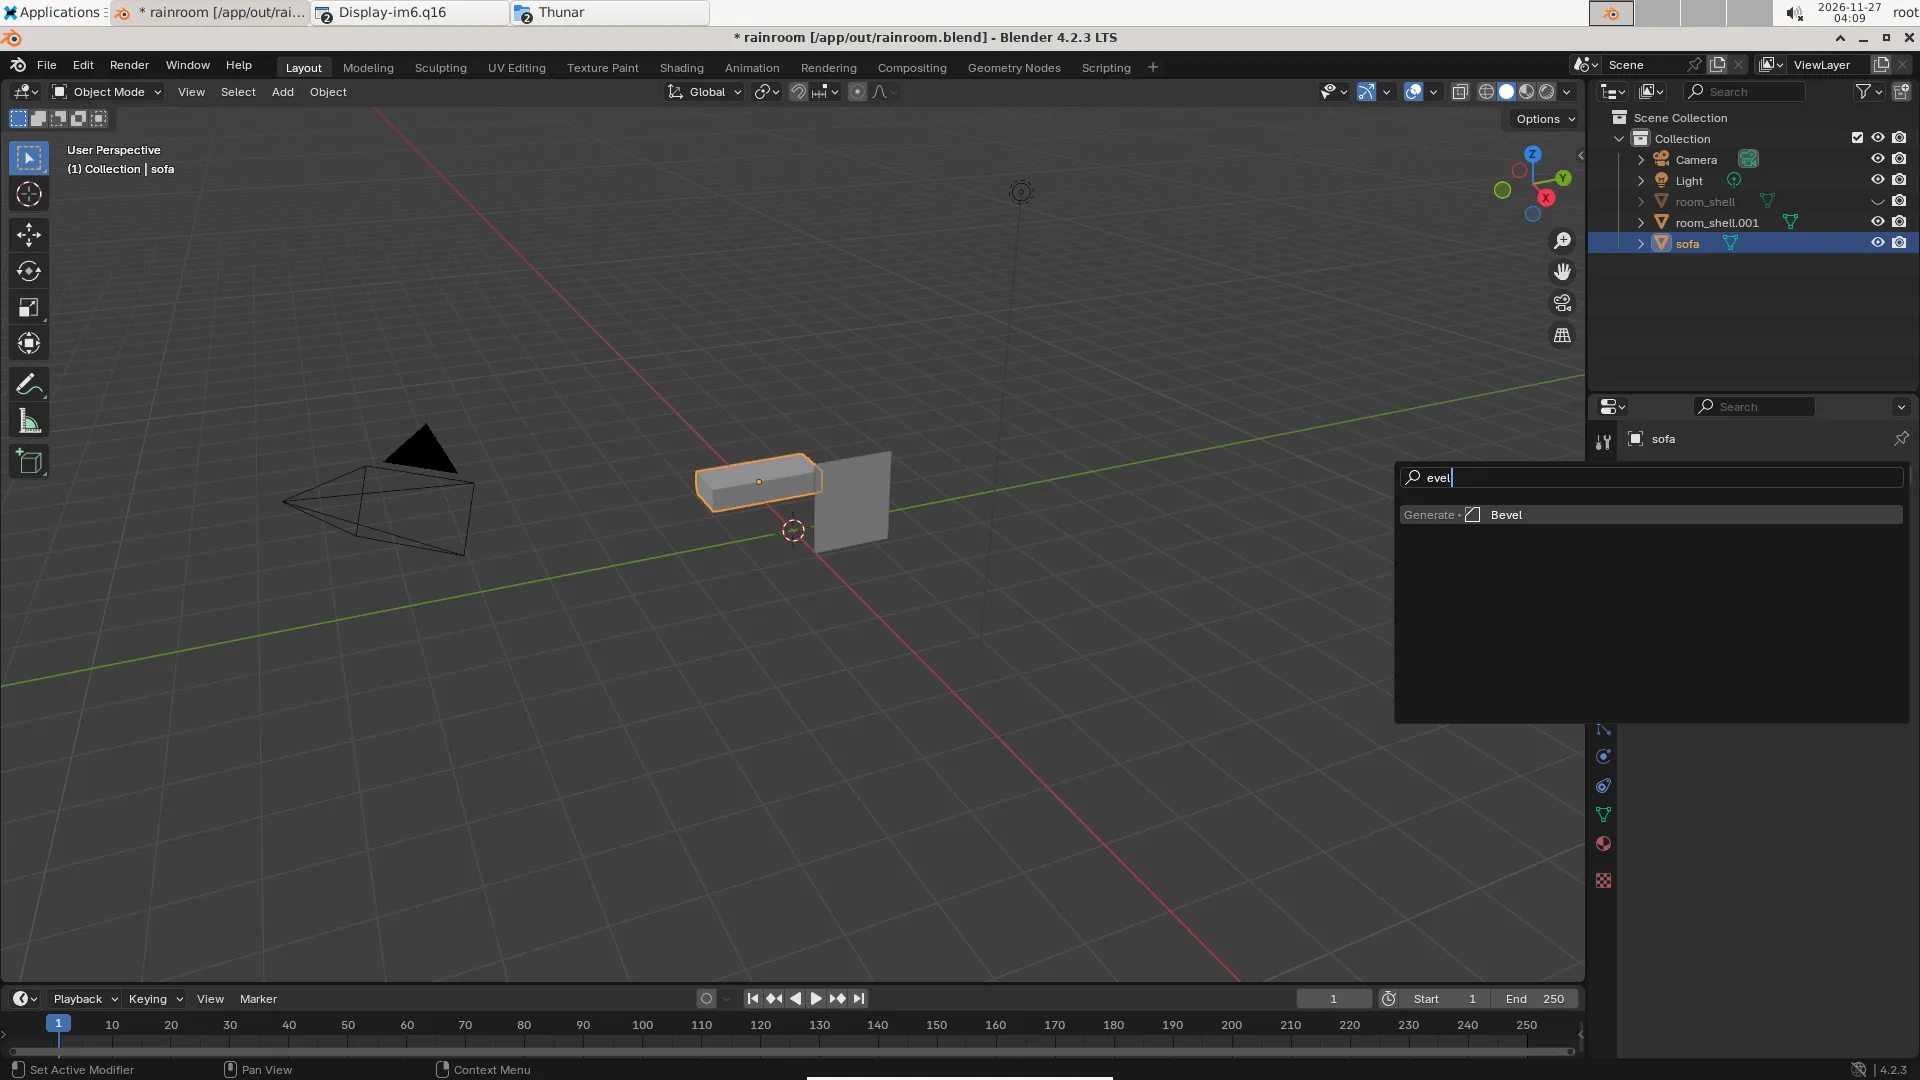 Applications
* rainroom [/app/out/rai...
Display-im6.q16
Thunar
2026-11-27
04:09
root
* rainroom [/app/out/rainroom.blend] - Blender 4.2.3 LTS
File Edit Render Window Help
Layout Modeling Sculpting UV Editing Texture Paint Shading Animation Rendering Compositing Geometry Nodes Scripting
Scene
ViewLayer
Object Mode View Select Add Object
Global
Search
Options
User Perspective
(1) Collection | sofa
Z
Y
X
Scene Collection
Collection
Camera
Light
room_shell
room_shell.001
sofa
Search
sofa
evel
Generate Bevel
Playback Keying View Marker
1
Start 1
End 250
1 10 20 30 40 50 60 70 80 90 100 110 120 130 140 150 160 170 180 190 200 210 220 230 240 250
Set Active Modifier
Pan View
Context Menu
4.2.3